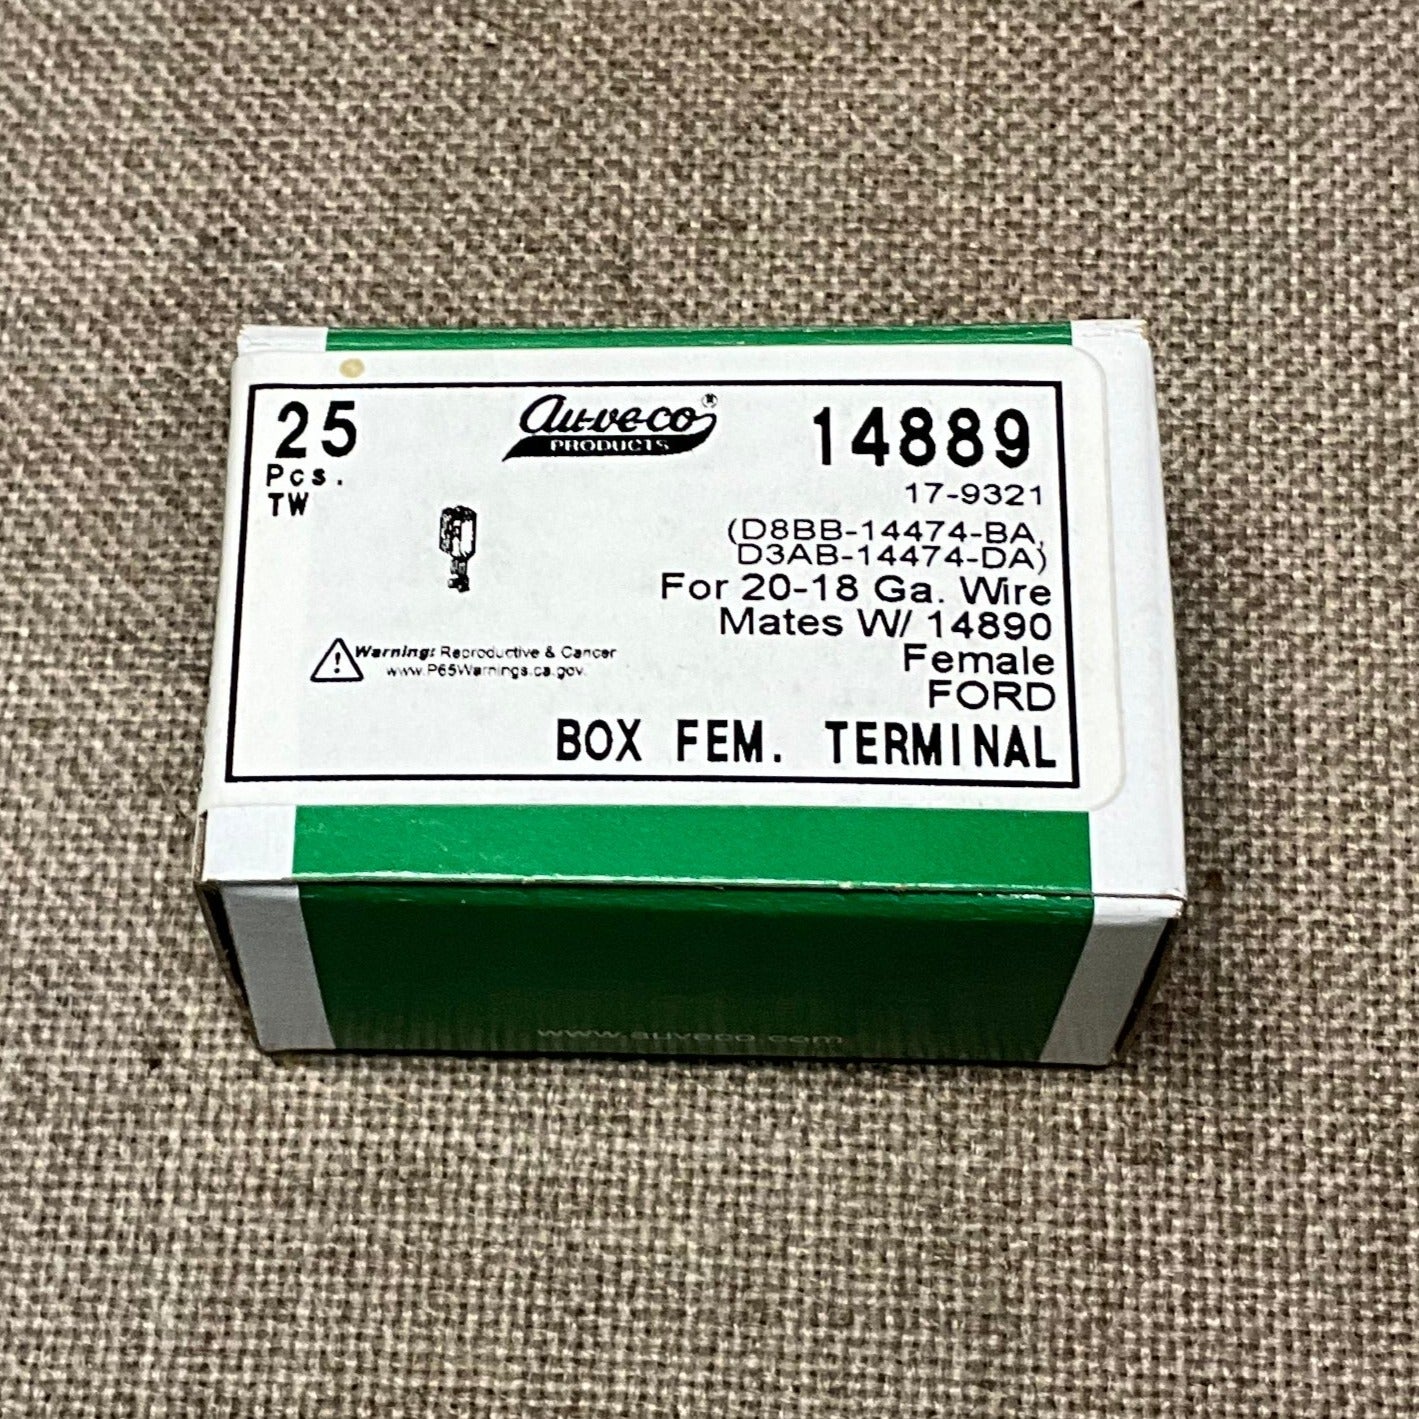 25
Pcs.
TW
Au-ve-co®
PRODUCTS
14889
17-9321
(D8BB-14474-BA,
D3AB-14474-DA)
For 20-18 Ga. Wire
Mates W/ 14890
Female
FORD
Warning: Reproductive & Cancer
www.P65Warnings.ca.gov.
BOX FEM. TERMINAL
www.auveco.com